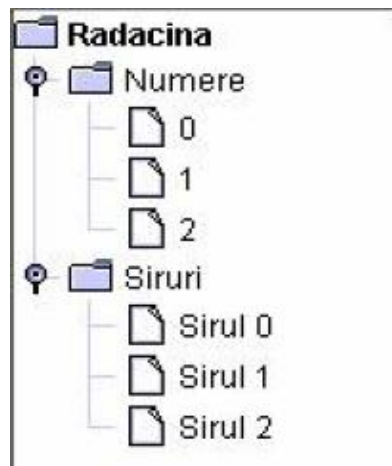 Radacina
Numere
0
1
2
Siruri
Sirul 0
Sirul 1
Sirul 2